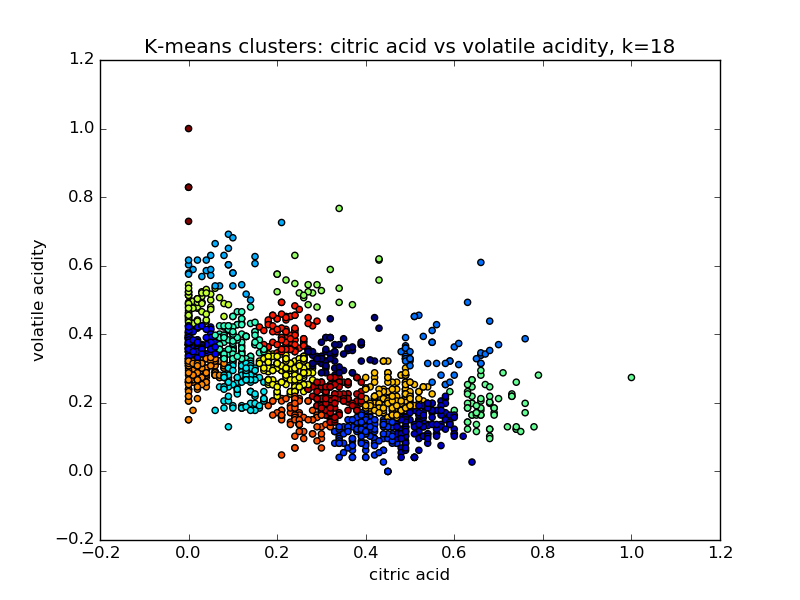 K-means clusters: citric acid vs volatile acidity, k=18
1.2
1.0
0.8
0.6
0.4
0.2
0.0
−0.2
volatile acidity
−0.2 0.0 0.2 0.4 0.6 0.8 1.0 1.2
citric acid